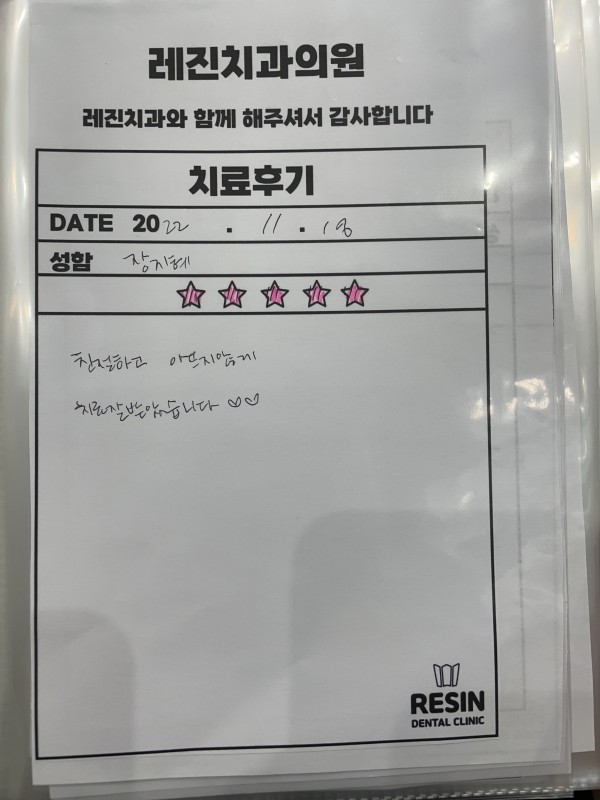 레진치과의원
레진치과와 함께 해주셔서 감사합니다
치료후기
DATE 2022 . 11 . 18
성함 장지혜
친절하고 아프지않게
치료잘받았습니다 ♡♡
RESIN
DENTAL CLINIC